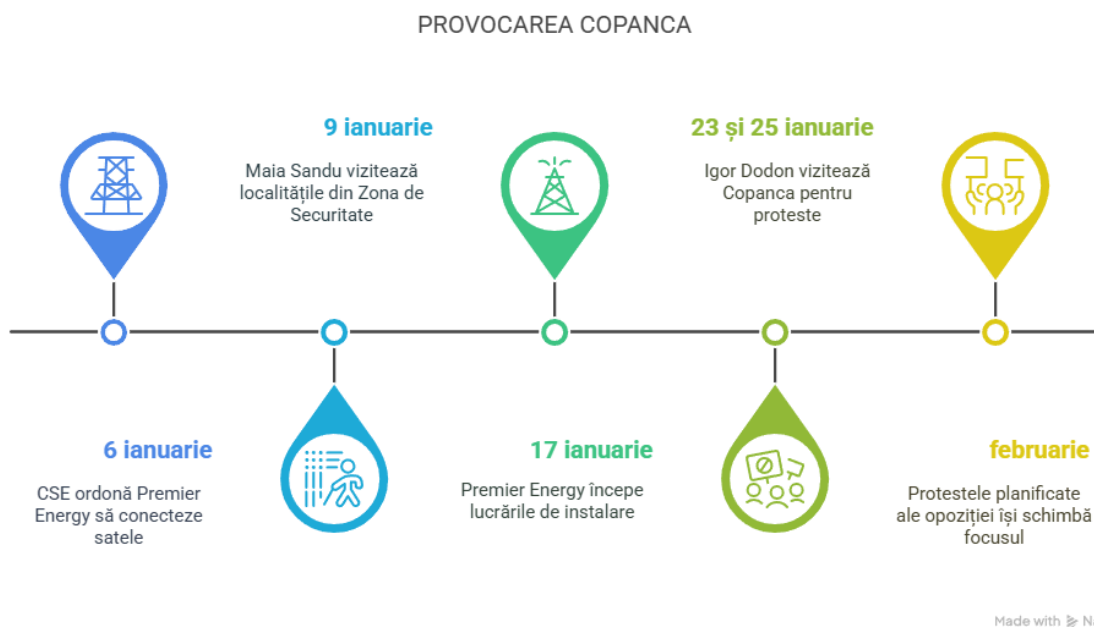 PROVOCAREA COPANCA
6 ianuarie
CSE ordonă Premier
Energy să conecteze
satele
9 ianuarie
Maia Sandu vizitează
localitățile din Zona de
Securitate
17 ianuarie
Premier Energy începe
lucrările de instalare
23 și 25 ianuarie
Igor Dodon vizitează
Copanca pentru
proteste
februarie
Protestele planificate
ale opoziției își schimbă
focusul
Made with